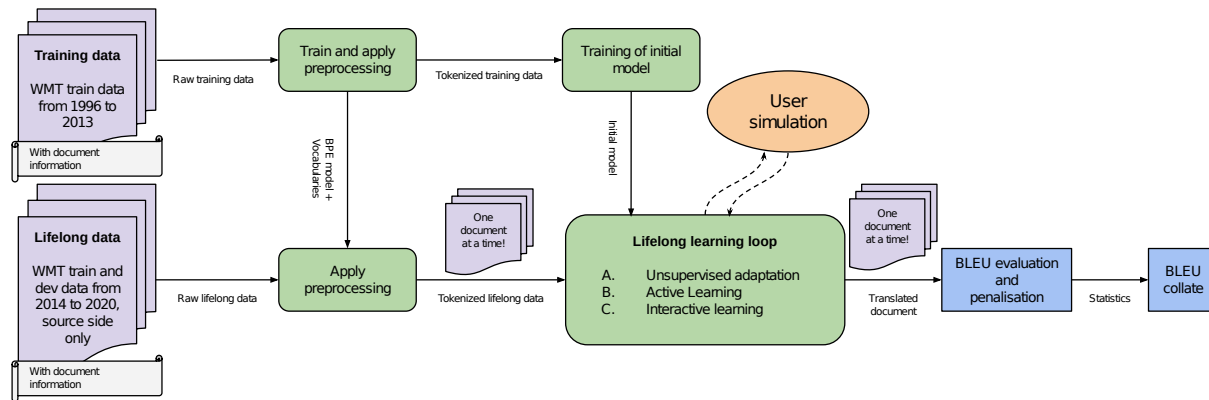 Training data
WMT train data
from 1996 to
2013
With document
information
Raw training data
Train and apply
preprocessing
Tokenized training data
Training of initial
model
User
simulation
BPE model +
Vocabularies
Initial model
Lifelong data
WMT train and
dev data from
2014 to 2020,
source side
only
With document
information
Raw lifelong data
Apply
preprocessing
One
document
at a time!
Tokenized lifelong data
Lifelong learning loop
A. Unsupervised adaptation
B. Active Learning
C. Interactive learning
One
document
at a time!
Translated
document
BLEU evaluation
and
penalisation
Statistics
BLEU
collate